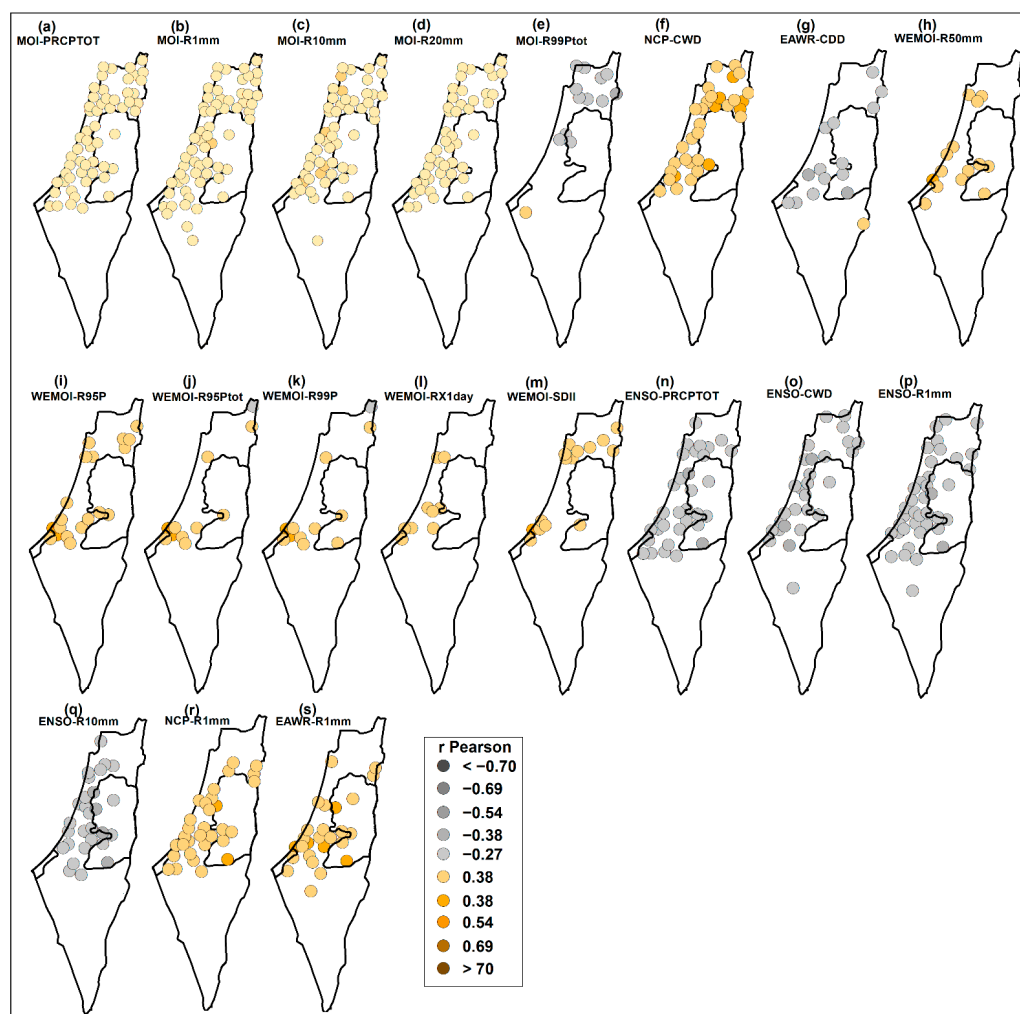 (a) (b) (c) (d) (e) (f) (g) (h)
MOI-PRCPTOT MOI-R1mm MOI-R10mm MOI-R20mm MOI-R99Ptot NCP-CWD EAWR-CDD WEMOI-R50mm
(i) (j) (k) (l) (m) (n) (o) (p)
WEMOI-R95P WEMOI-R95Ptot WEMOI-R99P WEMOI-RX1day WEMOI-SDII ENSO-PRCPTOT ENSO-CWD ENSO-R1mm
(q) (r) (s)
ENSO-R10mm NCP-R1mm EAWR-R1mm
r Pearson
< −0.70
−0.69
−0.54
−0.38
−0.27
0.38
0.38
0.54
0.69
> 70